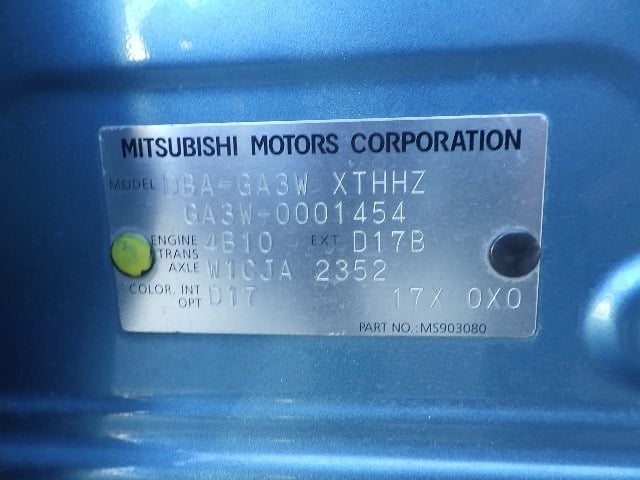 MITSUBISHI MOTORS CORPORATION
MODEL DBA-GA3W XTHHZ
GA3W-0001454
ENGINE 4B10 EXT D17B
TRANS
AXLE W1CJA 2352
COLOR. INT
OPT D17 17X 0X0
PART NO.: MS903080